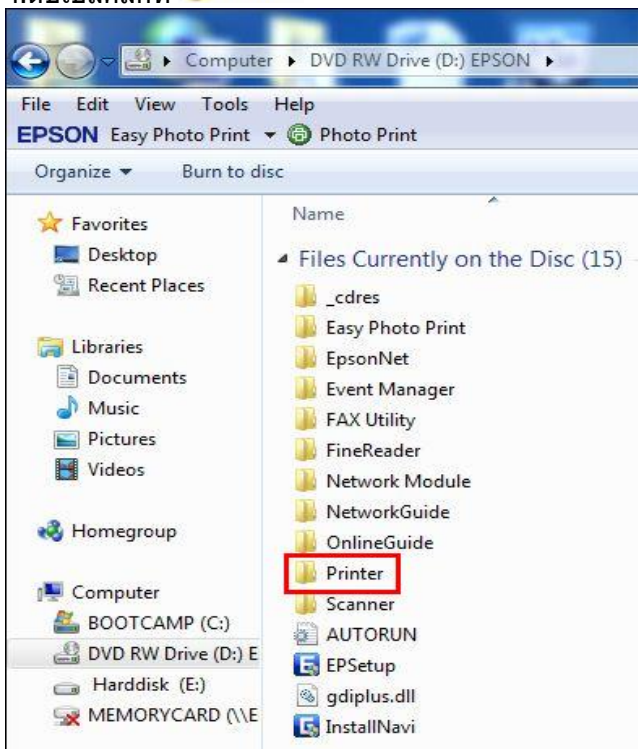 Computer ▸ DVD RW Drive (D:) EPSON ▸
File Edit View Tools Help
EPSON Easy Photo Print Photo Print
Organize Burn to disc
Favorites
Desktop
Recent Places
Libraries
Documents
Music
Pictures
Videos
Homegroup
Computer
BOOTCAMP (C:)
DVD RW Drive (D:) E
Harddisk (E:)
MEMORYCARD (\\E
Name
Files Currently on the Disc (15)
_cdres
Easy Photo Print
EpsonNet
Event Manager
FAX Utility
FineReader
Network Module
NetworkGuide
OnlineGuide
Printer
Scanner
AUTORUN
EPSetup
gdiplus.dll
InstallNavi